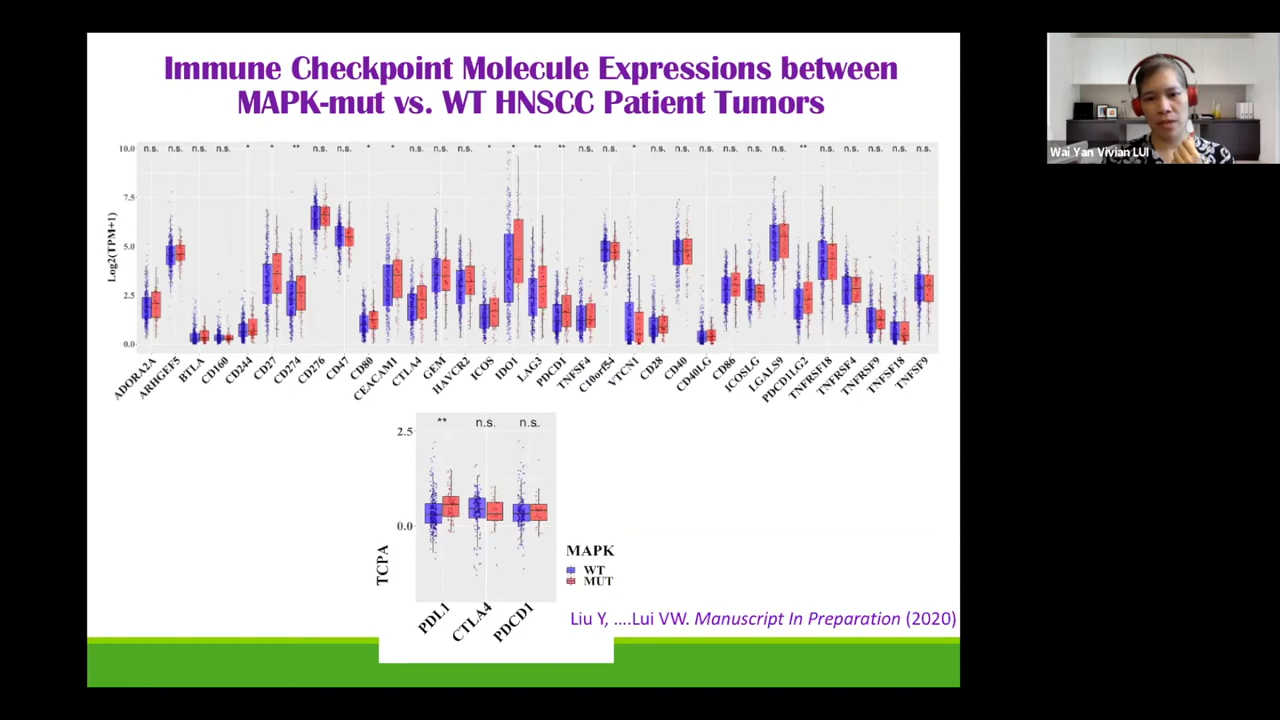 Immune Checkpoint Molecule Expressions between
MAPK-mut vs. WT HNSCC Patient Tumors
Wai Yan Vivian LUI
n.s. n.s. n.s. n.s. * * ** n.s. n.s. * * n.s. n.s. n.s. * * ** ** n.s. n.s. * n.s. n.s. n.s. n.s. n.s. n.s. ** n.s. n.s. n.s. n.s. n.s.
10.0
7.5
5.0
2.5
0.0
Log2(TPM+1)
ADORA2A ARHGEF5 BTLA CD160 CD244 CD27 CD274 CD276 CD47 CD80 CEACAM1 CTLA4 GEM HAVCR2 ICOS IDO1 LAG3 PDCD1 TNFSF4 C10orf54 VTCN1 CD28 CD40 CD40LG CD86 ICOSLG LGALS9 PDCD1LG2 TNFRSF18 TNFRSF4 TNFRSF9 TNFSF18 TNFSF9
** n.s. n.s.
2.5
0.0
TCPA
PDL1 CTLA4 PDCD1
MAPK
WT
MUT
Liu Y, ....Lui VW. Manuscript In Preparation (2020)